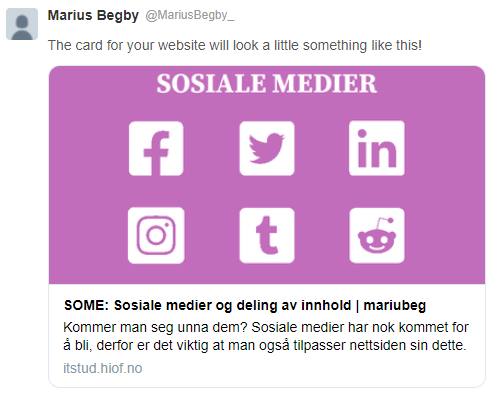 Marius Begby @MariusBegby_
The card for your website will look a little something like this!
SOSIALE MEDIER
SOME: Sosiale medier og deling av innhold | mariubeg
Kommer man seg unna dem? Sosiale medier har nok kommet for
å bli, derfor er det viktig at man også tilpasser nettsiden sin dette.
itstud.hiof.no